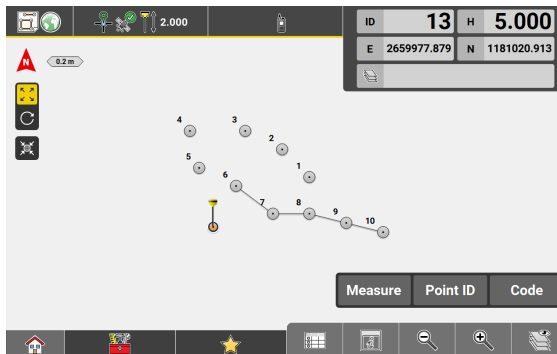 2.000
ID 13 H 5.000
E 2659977.879 N 1181020.913
N 0.2 m
4 3
2
5 1
6
7 8
9
10
Measure Point ID Code